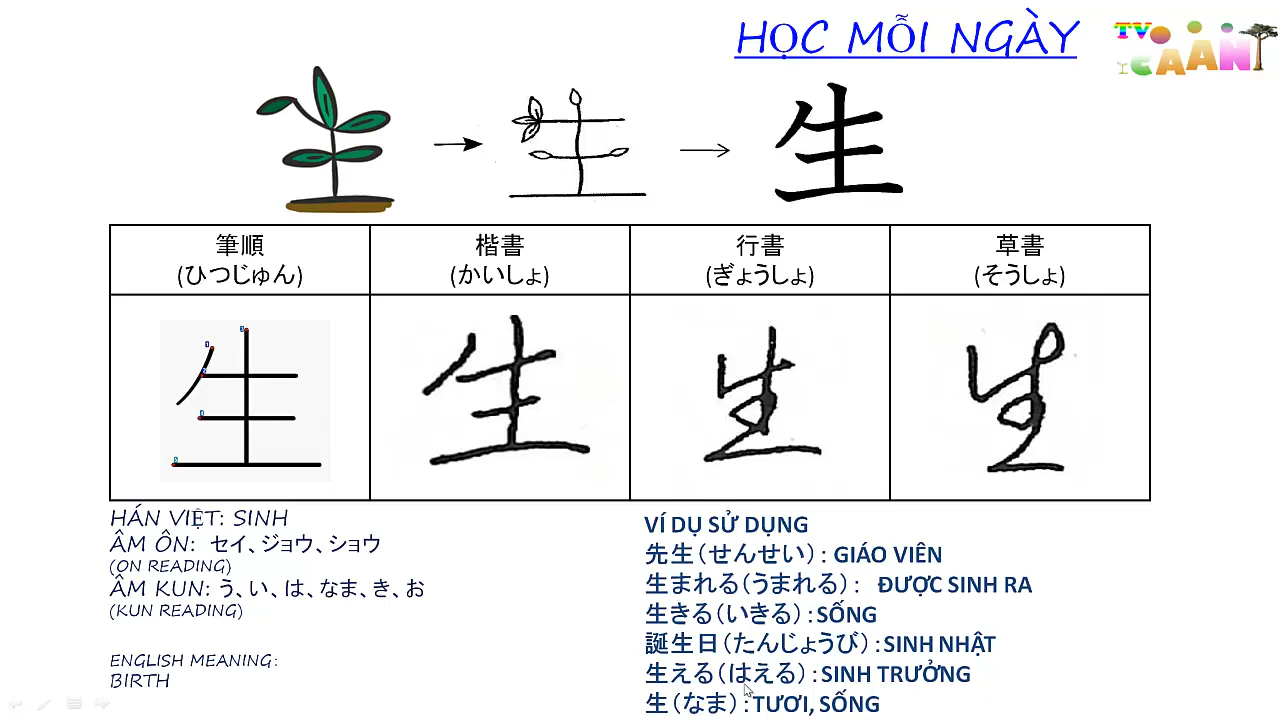 HỌC MỖI NGÀY
TV
CAAN
生
筆順
(ひつじゅん)
楷書
(かいしょ)
行書
(ぎょうしょ)
草書
(そうしょ)
生
生
生
生
HÁN VIỆT: SINH
ÂM ÔN: セイ、ジョウ、ショウ
(ON READING)
ÂM KUN: う、い、は、なま、き、お
(KUN READING)
ENGLISH MEANING:
BIRTH
VÍ DỤ SỬ DỤNG
先生(せんせい) : GIÁO VIÊN
生まれる(うまれる) : ĐƯỢC SINH RA
生きる(いきる) : SỐNG
誕生日(たんじょうび) : SINH NHẬT
生える(はえる) : SINH TRƯỞNG
生(なま) : TƯƠI, SỐNG